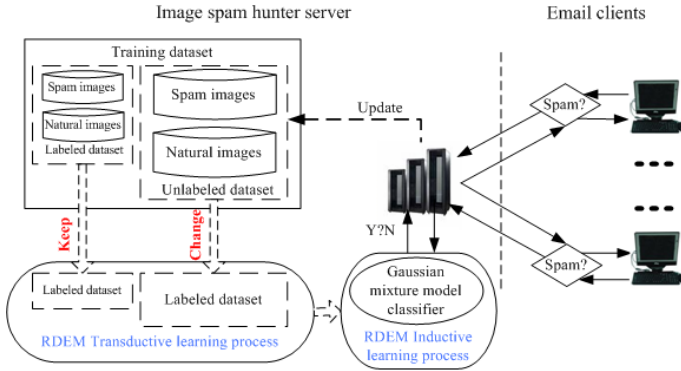 Image spam hunter server
Email clients
Training dataset
Spam images
Natural images
Labeled dataset
Spam images
Natural images
Unlabeled dataset
Update
Spam?
Keep
Change
Y?N
Spam?
Labeled dataset
Labeled dataset
RDEM Transductive learning process
Gaussian
mixture model
classifier
RDEM Inductive
learning process